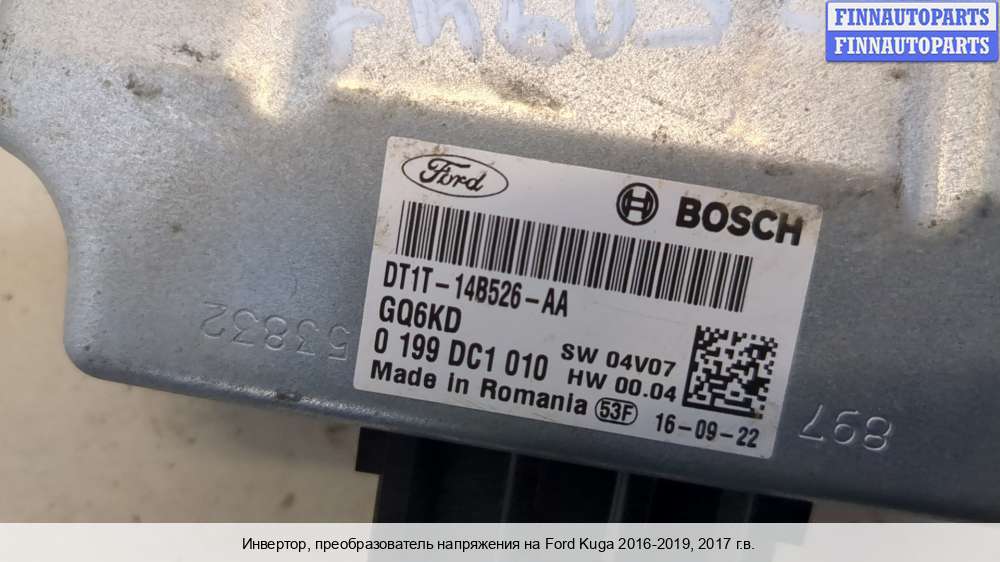 FINNAUTOPARTS
FINNAUTOPARTS
Ford
BOSCH
DT1T-14B526-AA
GQ6KD
0 199 DC1 010
SW 04V07
HW 00.04
Made in Romania
53F
16-09-22
53832
897
Инвертор, преобразователь напряжения на Ford Kuga 2016-2019, 2017 г.в.